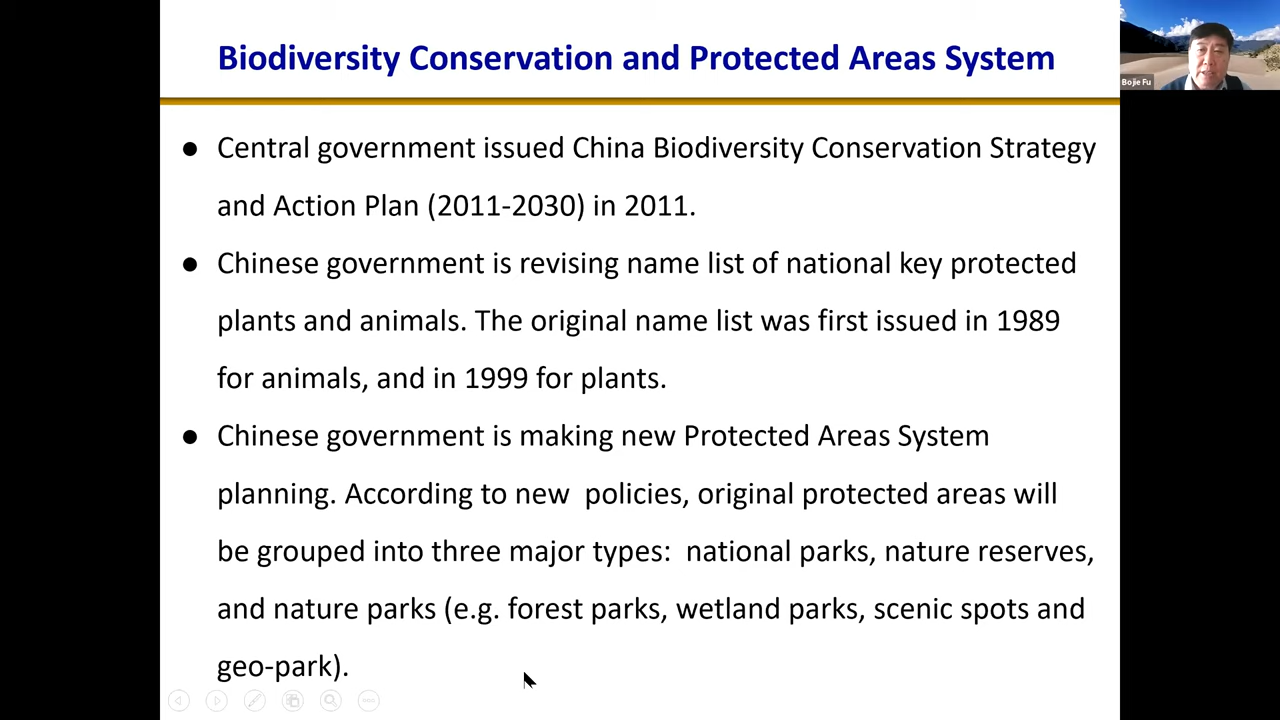 Biodiversity Conservation and Protected Areas System
Bojie Fu
● Central government issued China Biodiversity Conservation Strategy
and Action Plan (2011-2030) in 2011.
● Chinese government is revising name list of national key protected
plants and animals. The original name list was first issued in 1989
for animals, and in 1999 for plants.
● Chinese government is making new Protected Areas System
planning. According to new  policies, original protected areas will
be grouped into three major types:  national parks, nature reserves,
and nature parks (e.g. forest parks, wetland parks, scenic spots and
geo-park).